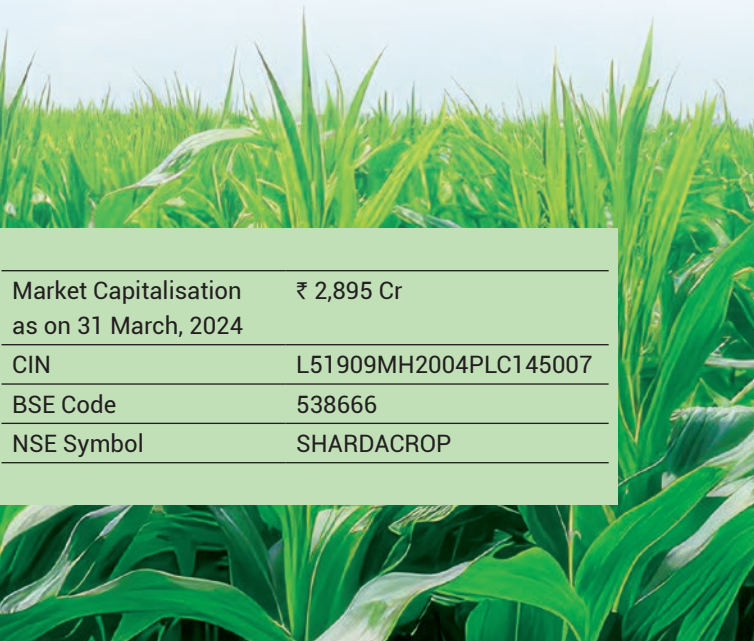 Market Capitalisation ₹ 2,895 Cr
as on 31 March, 2024
CIN L51909MH2004PLC145007
BSE Code 538666
NSE Symbol SHARDACROP